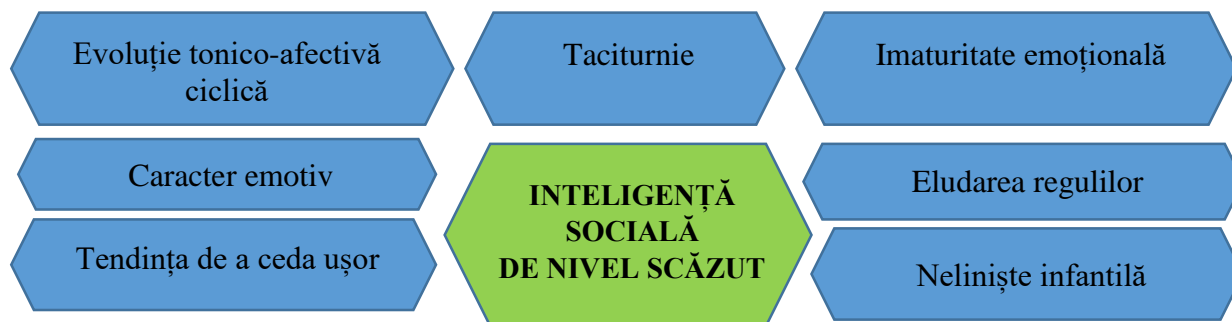 Evoluție tonico-afectivă
ciclică
Taciturnie
Imaturitate emoțională
Caracter emotiv
INTELIGENȚĂ
SOCIALĂ
DE NIVEL SCĂZUT
Eludarea regulilor
Tendința de a ceda ușor
Neliniște infantilă